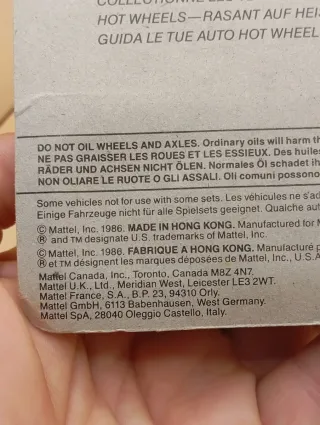 COLLECTIONNE LES
HOT WHEELS—RASANT AUF HEIS
GUIDA LE TUE AUTO HOT WHEEL
DO NOT OIL WHEELS AND AXLES. Ordinary oils will harm th
NE PAS GRAISSER LES ROUES ET LES ESSIEUX. Des huiles
RÄDER UND ACHSEN NICHT ÖLEN. Normales Öl schadet ih
NON OLIARE LE RUOTE O GLI ASSALI. Oli comuni possono
Some vehicles not for use with some sets. Les véhicules ne s'ad
Einige Fahrzeuge nicht für alle Spielsets geeignet. Qualche aut
© Mattel, Inc. 1986. MADE IN HONG KONG. Manufactured for M
® and TM designate U.S. trademarks of Mattel, Inc.
© Mattel, Inc. 1986. FABRIQUE A HONG KONG. Manufacturé p
® et TM désignent les marques déposées de Mattel, Inc., U.S.A
Mattel Canada, Inc., Toronto, Canada M8Z 4N7.
Mattel U.K., Ltd., Meridian West, Leicester LE3 2WT.
Mattel France, S.A., B.P. 23, 94310 Orly.
Mattel GmbH, 6113 Babenhausen, West Germany.
Mattel SpA, 28040 Oleggio Castello, Italy.